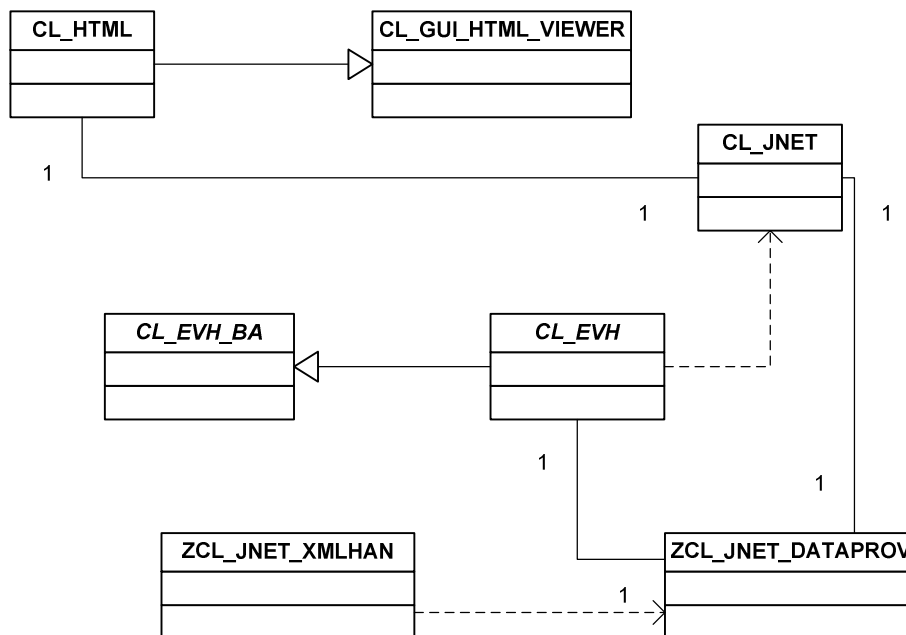 CL_HTML
CL_GUI_HTML_VIEWER
CL_JNET
1
1
1
CL_EVH_BA
CL_EVH
1
1
ZCL_JNET_XMLHAN
ZCL_JNET_DATAPROV
1